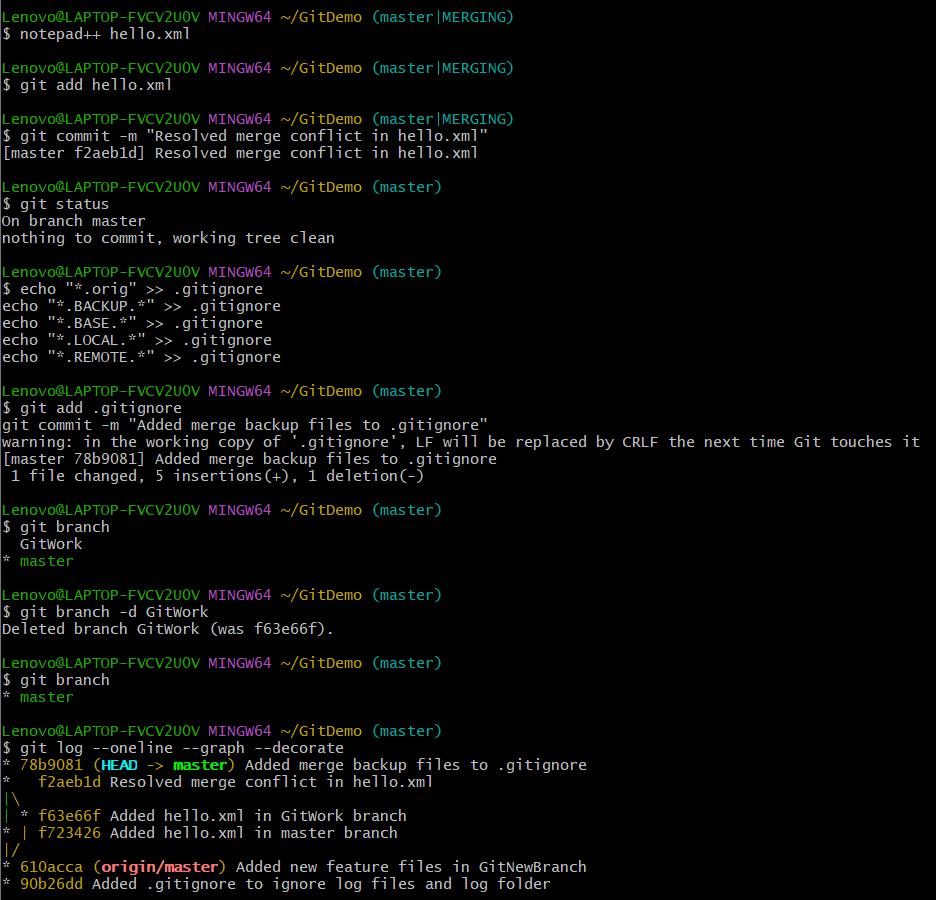 Lenovo@LAPTOP-FVCV2U0V MINGW64 ~/GitDemo (master|MERGING)
$ notepad++ hello.xml
Lenovo@LAPTOP-FVCV2U0V MINGW64 ~/GitDemo (master|MERGING)
$ git add hello.xml
Lenovo@LAPTOP-FVCV2U0V MINGW64 ~/GitDemo (master|MERGING)
$ git commit -m "Resolved merge conflict in hello.xml"
[master f2aeb1d] Resolved merge conflict in hello.xml
Lenovo@LAPTOP-FVCV2U0V MINGW64 ~/GitDemo (master)
$ git status
On branch master
nothing to commit, working tree clean
Lenovo@LAPTOP-FVCV2U0V MINGW64 ~/GitDemo (master)
$ echo "*.orig" >> .gitignore
echo "*.BACKUP.*" >> .gitignore
echo "*.BASE.*" >> .gitignore
echo "*.LOCAL.*" >> .gitignore
echo "*.REMOTE.*" >> .gitignore
Lenovo@LAPTOP-FVCV2U0V MINGW64 ~/GitDemo (master)
$ git add .gitignore
git commit -m "Added merge backup files to .gitignore"
warning: in the working copy of '.gitignore', LF will be replaced by CRLF the next time Git touches it
[master 78b9081] Added merge backup files to .gitignore
 1 file changed, 5 insertions(+), 1 deletion(-)
Lenovo@LAPTOP-FVCV2U0V MINGW64 ~/GitDemo (master)
$ git branch
  GitWork
* master
Lenovo@LAPTOP-FVCV2U0V MINGW64 ~/GitDemo (master)
$ git branch -d GitWork
Deleted branch GitWork (was f63e66f).
Lenovo@LAPTOP-FVCV2U0V MINGW64 ~/GitDemo (master)
$ git branch
* master
Lenovo@LAPTOP-FVCV2U0V MINGW64 ~/GitDemo (master)
$ git log --oneline --graph --decorate
* 78b9081 (HEAD -> master) Added merge backup files to .gitignore
*   f2aeb1d Resolved merge conflict in hello.xml
|\
| * f63e66f Added hello.xml in GitWork branch
* | f723426 Added hello.xml in master branch
|/
* 610acca (origin/master) Added new feature files in GitNewBranch
* 90b26dd Added .gitignore to ignore log files and log folder